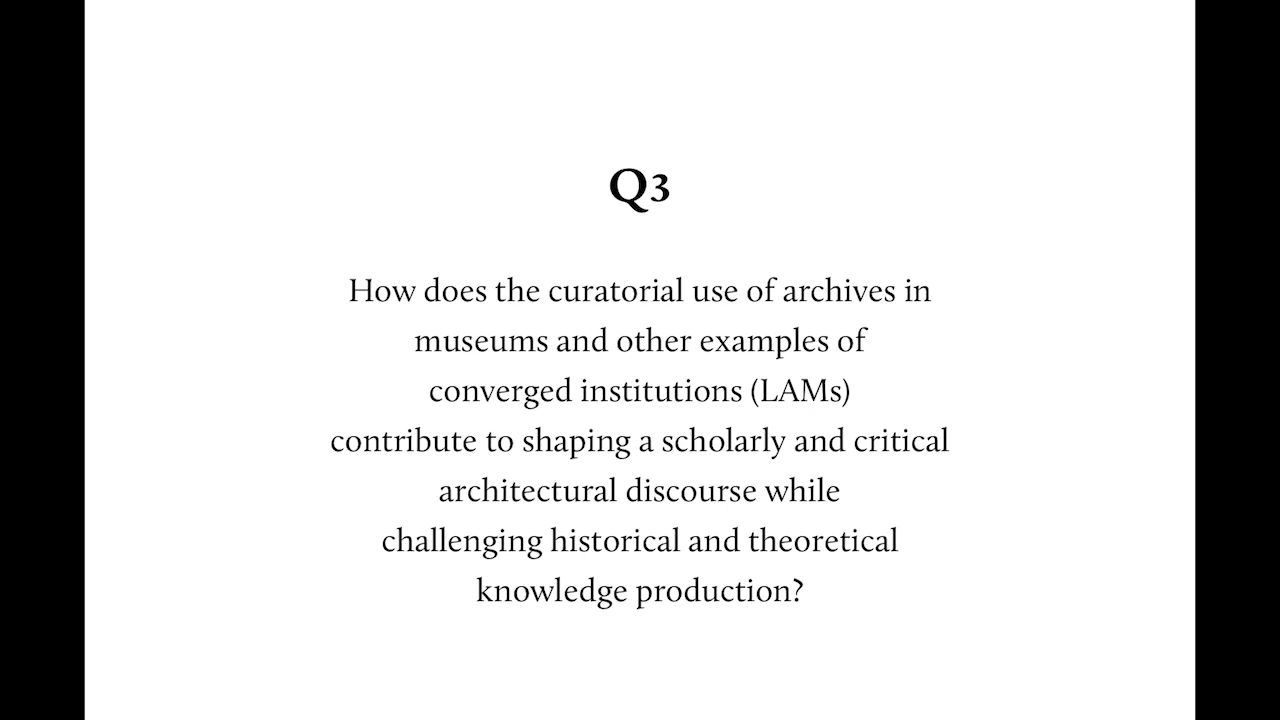 Q3
How does the curatorial use of archives in
museums and other examples of
converged institutions (LAMs)
contribute to shaping a scholarly and critical
architectural discourse while
challenging historical and theoretical
knowledge production?